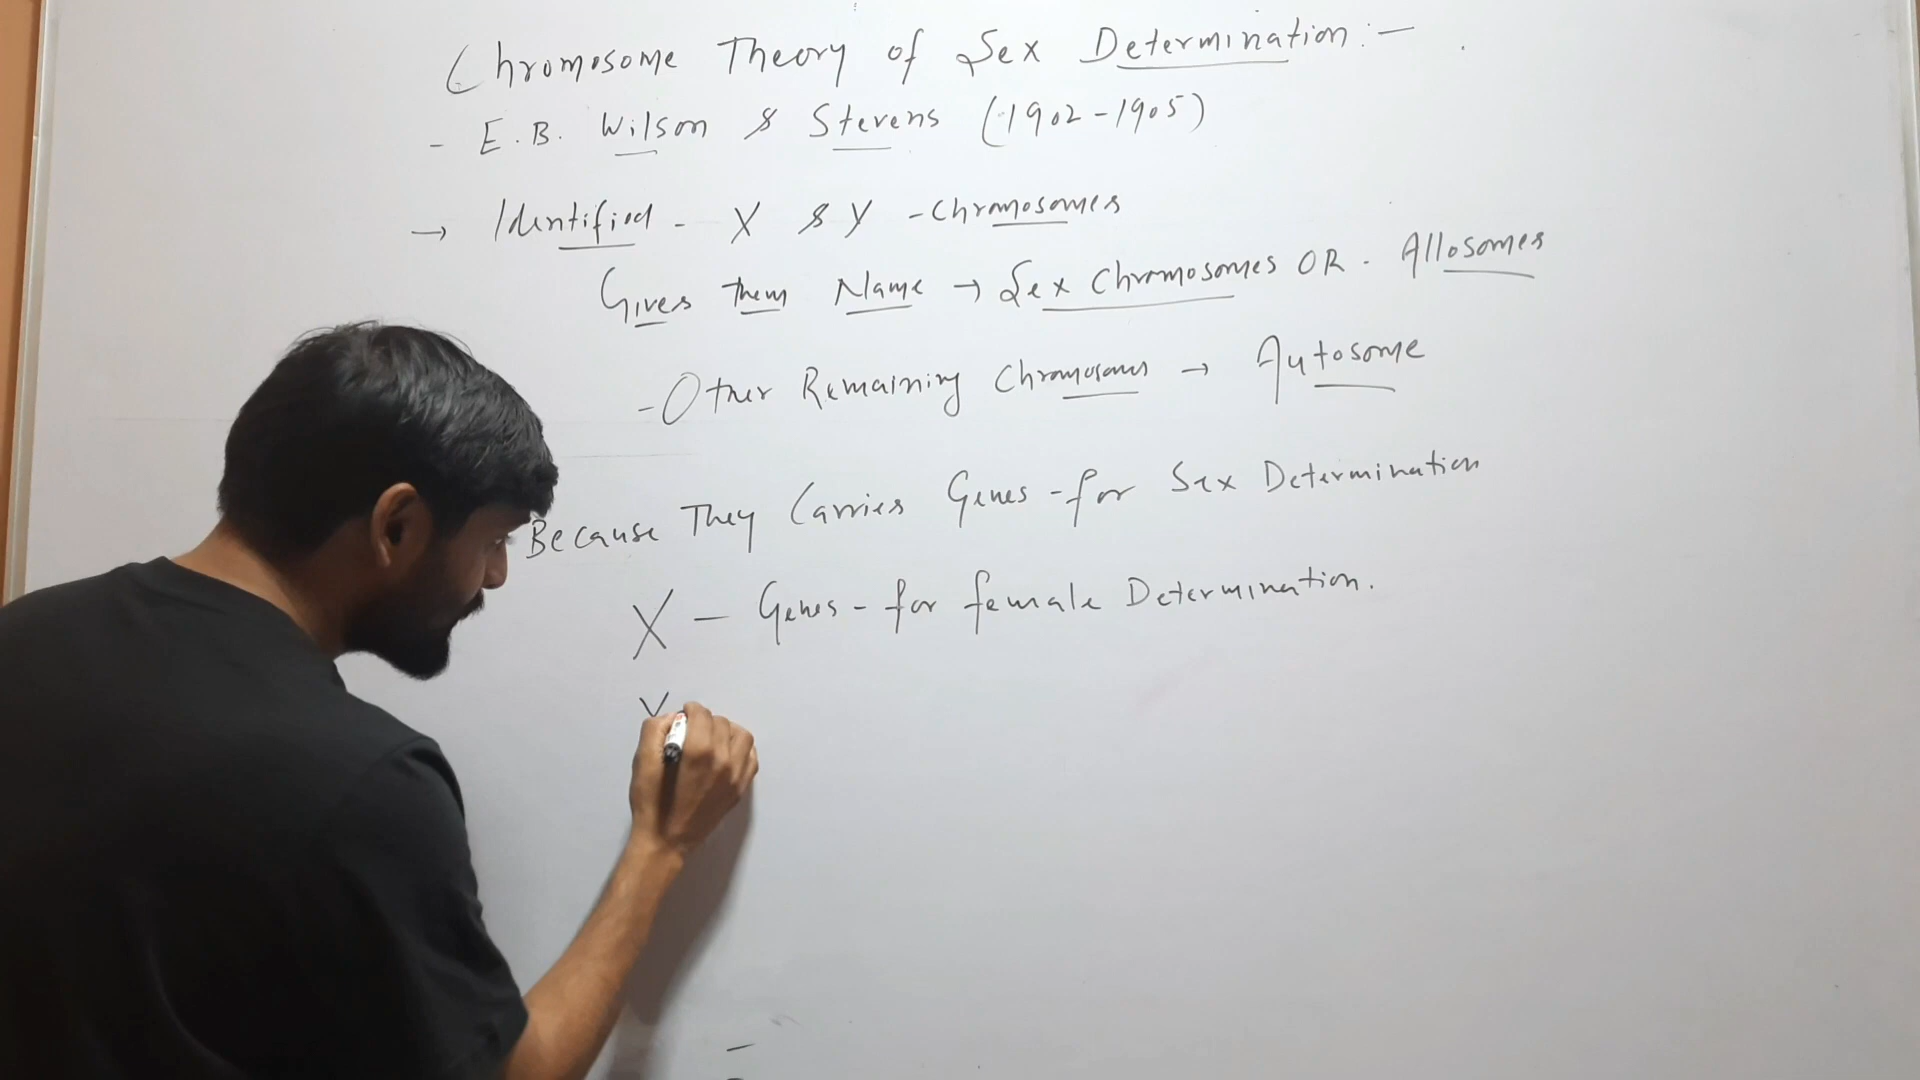 Chromosome Theory of Sex Determination:-
- E.B. Wilson & Stevens (1902-1905)
→ Identified - X & Y - Chromosomes
Gives them Name → Sex Chromosomes OR. Allosomes
- Other Remaining Chromosomes → Autosome
Because They Carries Genes - for Sex Determination
X - Genes - for female Determination.
Y